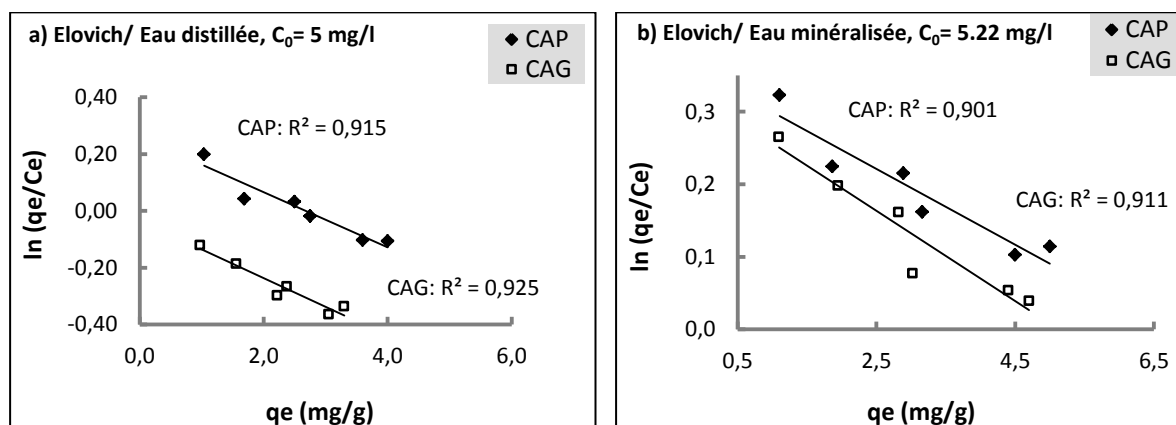 a) Elovich/ Eau distillée, C₀= 5 mg/l
CAP
CAG
0,40
0,20
0,00
-0,20
-0,40
ln (qe/Ce)
CAP: R² = 0,915
CAG: R² = 0,925
0,0 2,0 4,0 6,0
qe (mg/g)
b) Elovich/ Eau minéralisée, C₀= 5.22 mg/l
CAP
CAG
0,3
0,2
0,1
0,0
ln (qe/Ce)
CAP: R² = 0,901
CAG: R² = 0,911
0,5 2,5 4,5 6,5
qe (mg/g)